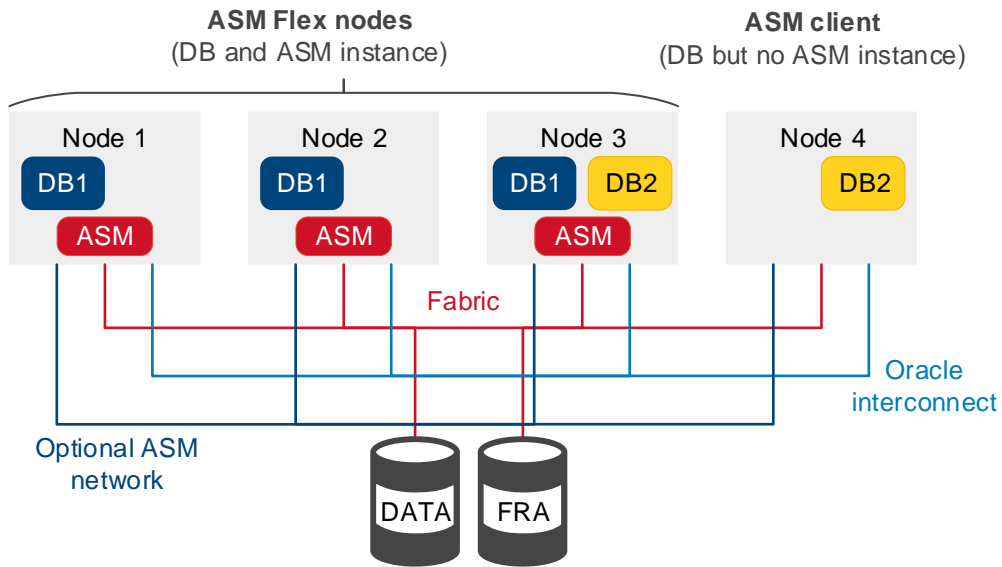 ASM Flex nodes
(DB and ASM instance)
ASM client
(DB but no ASM instance)
Node 1
Node 2
Node 3
Node 4
DB1
DB1
DB1
DB2
DB2
ASM
ASM
ASM
Fabric
Oracle
interconnect
Optional ASM
network
DATA
FRA